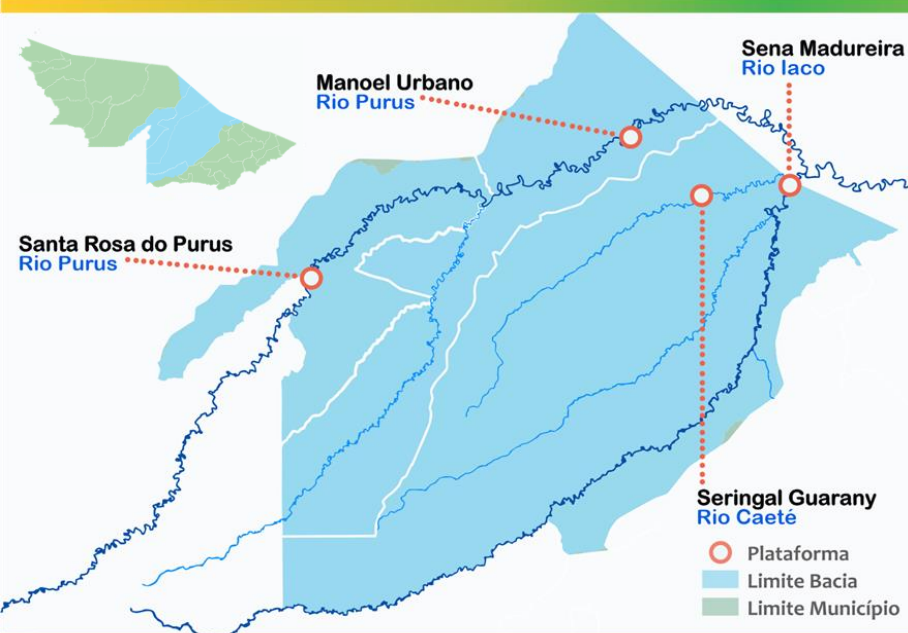 Sena Madureira
Rio Iaco
Manoel Urbano
Rio Purus
Santa Rosa do Purus
Rio Purus
Seringal Guarany
Rio Caeté
Plataforma
Limite Bacia
Limite Município